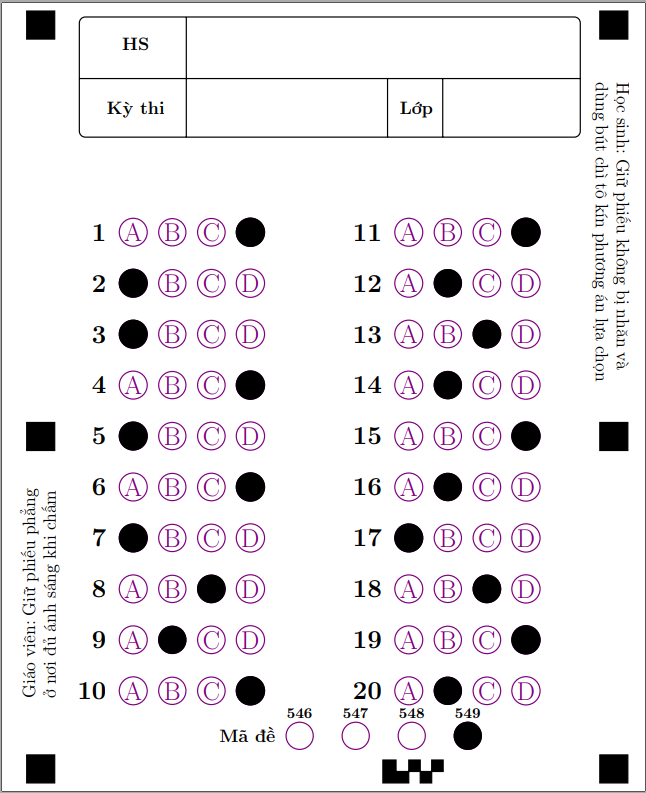 HS
Kỳ thi
Lớp
Học sinh: Giữ phiếu không bị nhăn và
dùng bút chì tô kín phương án lựa chọn
1 A B C
2 B C D
3 B C D
4 A B C
5 B C D
6 A B C
7 B C D
8 A B D
9 A C D
10 A B C
11 A B C
12 A C D
13 A B D
14 A C D
15 A B C
16 A C D
17 B C D
18 A B D
19 A B C
20 A C D
Giáo viên: Giữ phiếu phẳng
ở nơi đủ ánh sáng khi chấm
546 547 548 549
Mã đề